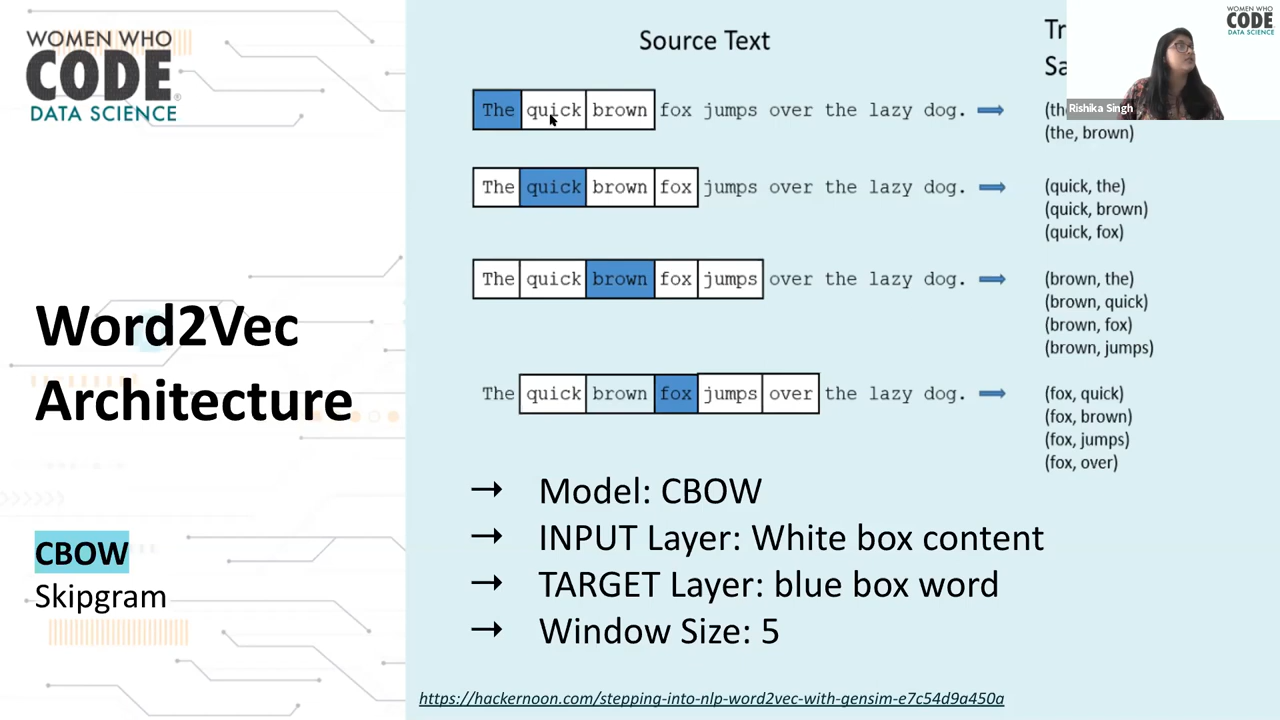 WOMEN WHO
CODE
DATA SCIENCE
Word2Vec
Architecture
CBOW
Skipgram
Source Text
The quick brown fox jumps over the lazy dog.
(the, brown)
The quick brown fox jumps over the lazy dog.
(quick, the)
(quick, brown)
(quick, fox)
The quick brown fox jumps over the lazy dog.
(brown, the)
(brown, quick)
(brown, fox)
(brown, jumps)
The quick brown fox jumps over the lazy dog.
(fox, quick)
(fox, brown)
(fox, jumps)
(fox, over)
→ Model: CBOW
→ INPUT Layer: White box content
→ TARGET Layer: blue box word
→ Window Size: 5
https://hackernoon.com/stepping-into-nlp-word2vec-with-gensim-e7c54d9a450a
Rishika Singh
WOMEN WHO
CODE
DATA SCIENCE